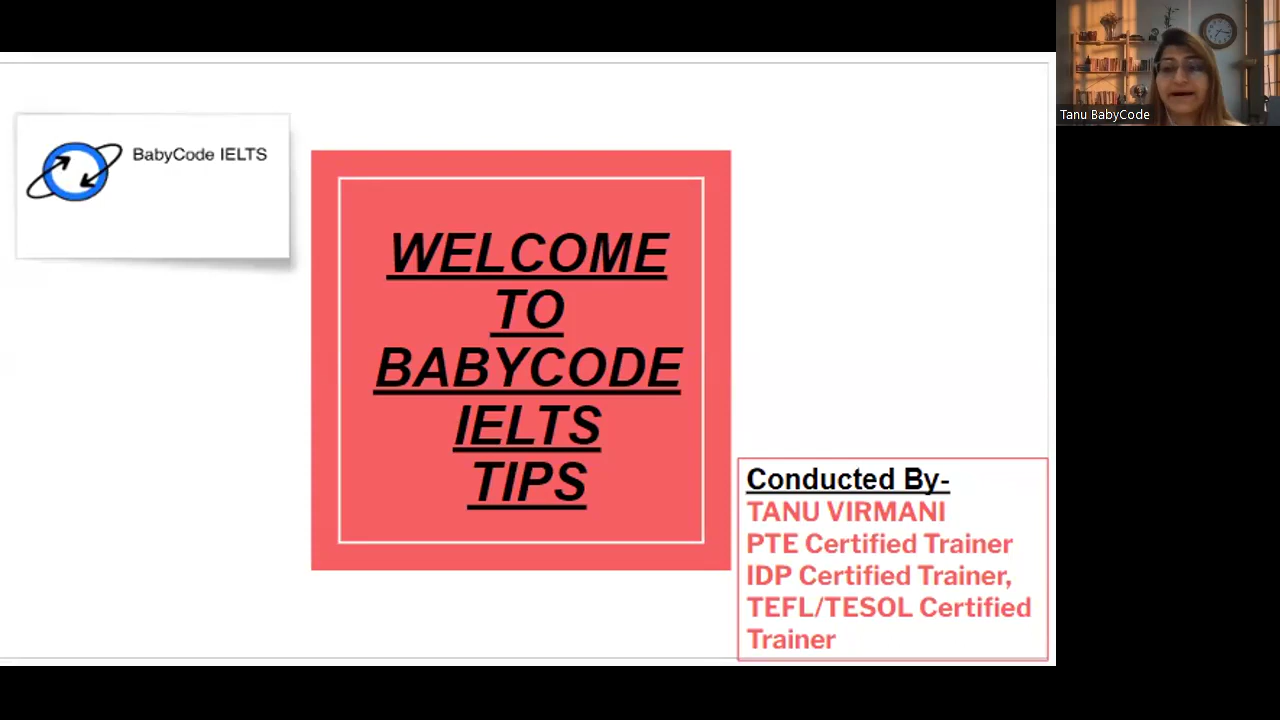 BabyCode IELTS
WELCOME
TO
BABYCODE
IELTS
TIPS
Conducted By-
TANU VIRMANI
PTE Certified Trainer
IDP Certified Trainer,
TEFL/TESOL Certified
Trainer
Tanu BabyCode